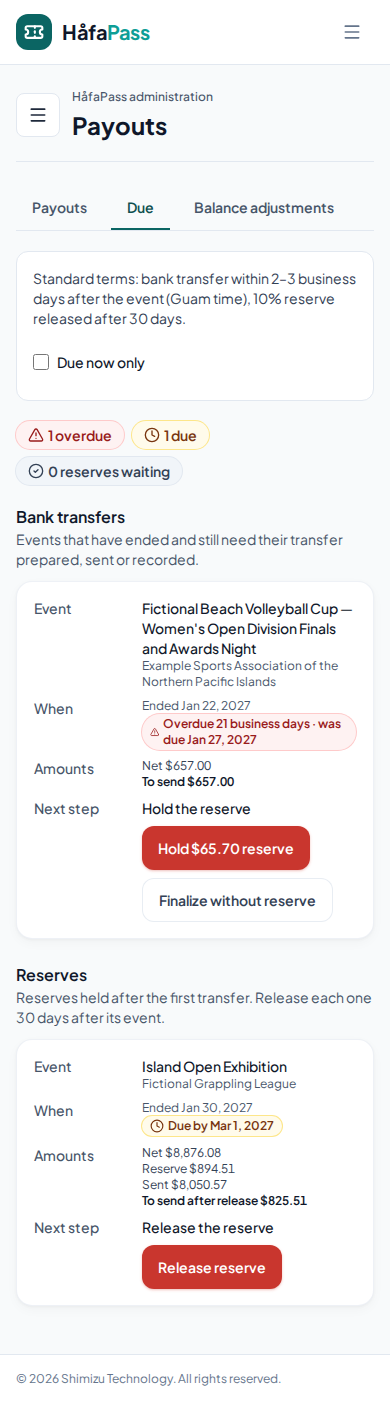 HåfaPass
HåfaPass administration
Payouts
Payouts
Due
Balance adjustments
Standard terms: bank transfer within 2–3 business
days after the event (Guam time), 10% reserve
released after 30 days.
Due now only
1 overdue
1 due
0 reserves waiting
Bank transfers
Events that have ended and still need their transfer
prepared, sent or recorded.
Event
Fictional Beach Volleyball Cup —
Women's Open Division Finals
and Awards Night
Example Sports Association of the
Northern Pacific Islands
When
Ended Jan 22, 2027
Overdue 21 business days · was
due Jan 27, 2027
Amounts
Net $657.00
To send $657.00
Next step
Hold the reserve
Hold $65.70 reserve
Finalize without reserve
Reserves
Reserves held after the first transfer. Release each one
30 days after its event.
Event
Island Open Exhibition
Fictional Grappling League
When
Ended Jan 30, 2027
Due by Mar 1, 2027
Amounts
Net $8,876.08
Reserve $894.51
Sent $8,050.57
To send after release $825.51
Next step
Release the reserve
Release reserve
© 2026 Shimizu Technology. All rights reserved.